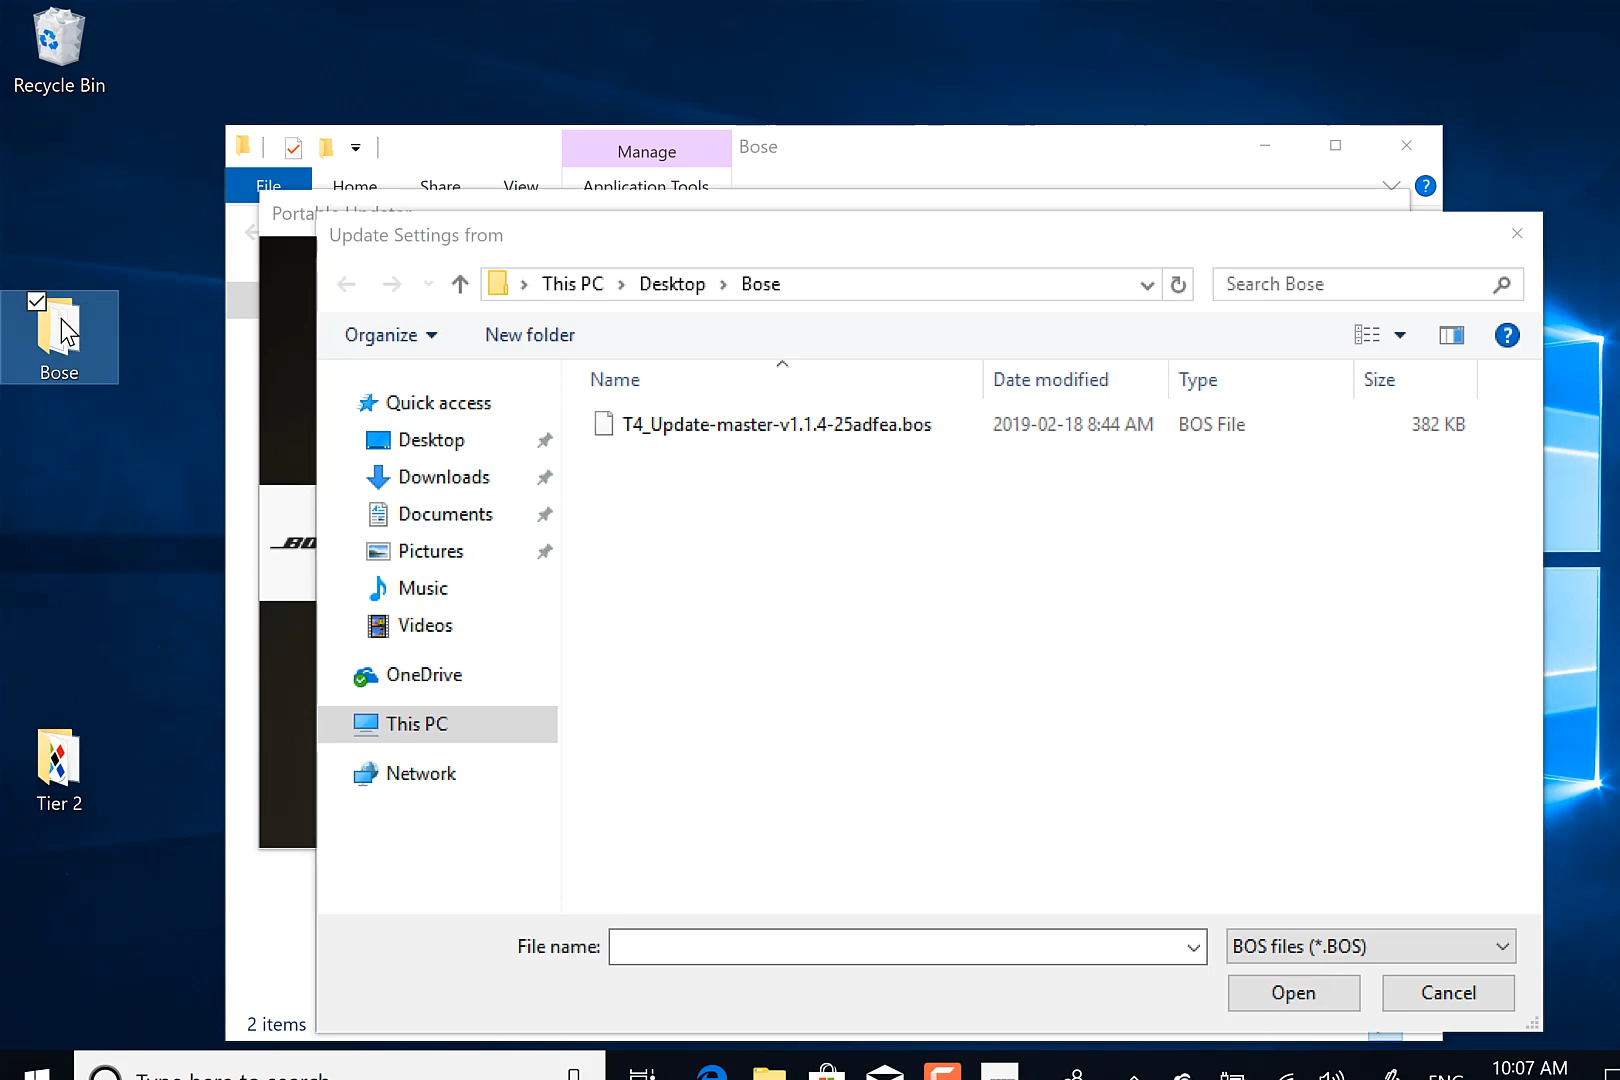 Recycle Bin
Manage
Bose
File
Home
Share
View
Application Tools
Portable Updater
Update Settings from
This PC
Desktop
Bose
Search Bose
Organize
New folder
Name
Date modified
Type
Size
Quick access
T4_Update-master-v1.1.4-25adfea.bos
2019-02-18 8:44 AM
BOS File
382 KB
Bose
Desktop
Downloads
Documents
Pictures
Music
Videos
OneDrive
This PC
Network
Tier 2
File name:
BOS files (*.BOS)
Open
Cancel
2 items
Type here to search
ENG
10:07 AM